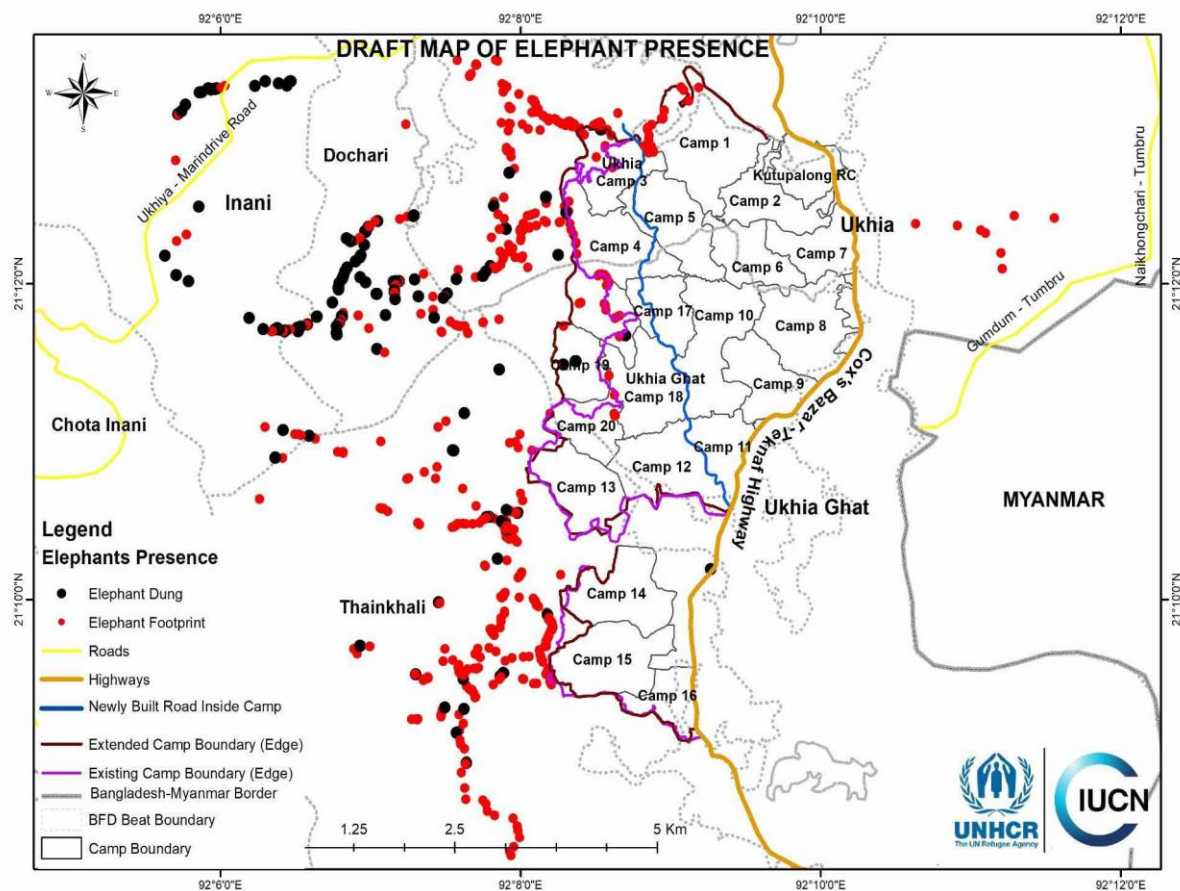 92°6'0"E 92°8'0"E 92°10'0"E 92°12'0"E
DRAFT MAP OF ELEPHANT PRESENCE
N
W E
S
Ukhiya - Marindrive Road
Dochari
Inani
Chota Inani
Thainkhali
Camp 1
Ukhia
Camp 3
Kutupalong RC
Camp 2
Camp 5
Ukhia
Camp 4
Camp 7
Camp 6
Camp 17
Camp 10
Camp 8
Camp 19
Ukhia Ghat
Camp 18
Camp 9
Camp 20
Camp 11
Camp 12
Camp 13
Ukhia Ghat
Camp 14
Camp 15
Camp 16
Cox's Bazar-Teknaf Highway
Naikhongchari - Tumbru
Gumdum - Tumbru
MYANMAR
21°12'0"N 21°12'0"N
21°10'0"N 21°10'0"N
Legend
Elephants Presence
Elephant Dung
Elephant Footprint
Roads
Highways
Newly Built Road Inside Camp
Extended Camp Boundary (Edge)
Existing Camp Boundary (Edge)
Bangladesh-Myanmar Border
BFD Beat Boundary
Camp Boundary
1.25 2.5 5 Km
UNHCR
The UN Refugee Agency
IUCN
92°6'0"E 92°8'0"E 92°10'0"E 92°12'0"E